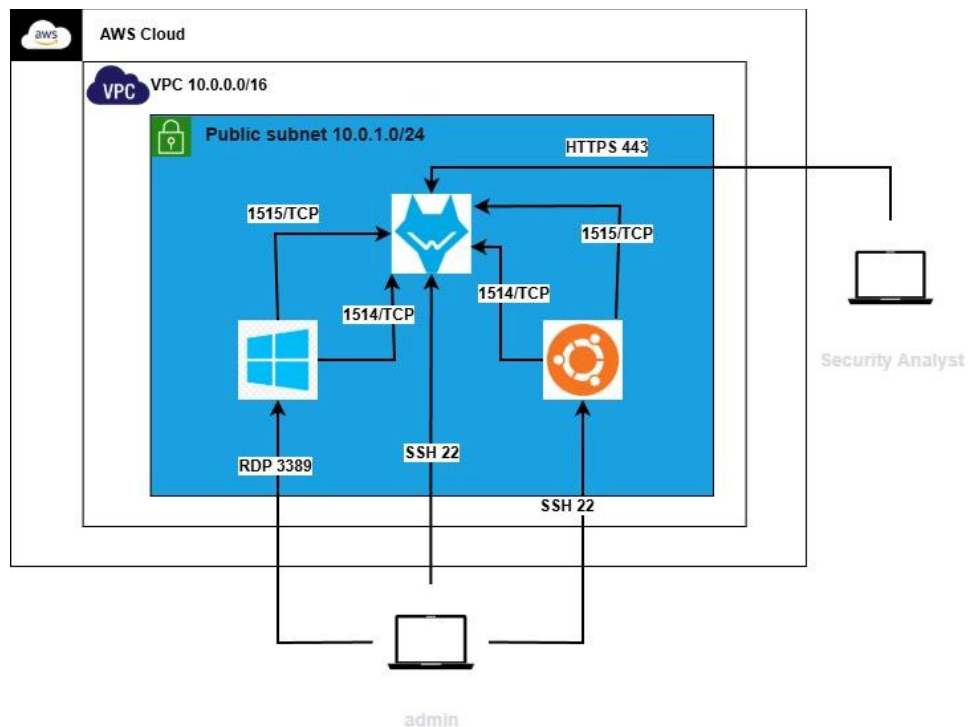 aws
AWS Cloud
VPC
VPC 10.0.0.0/16
Public subnet 10.0.1.0/24
HTTPS 443
1515/TCP
1515/TCP
1514/TCP
1514/TCP
Security Analyst
RDP 3389
SSH 22
SSH 22
admin